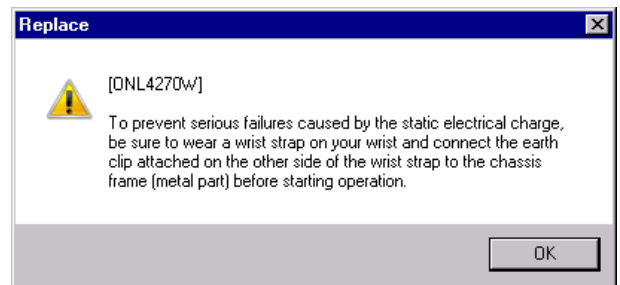 Replace
[ONL4270W]
To prevent serious failures caused by the static electrical charge,
be sure to wear a wrist strap on your wrist and connect the earth
clip attached on the other side of the wrist strap to the chassis
frame (metal part) before starting operation.
OK